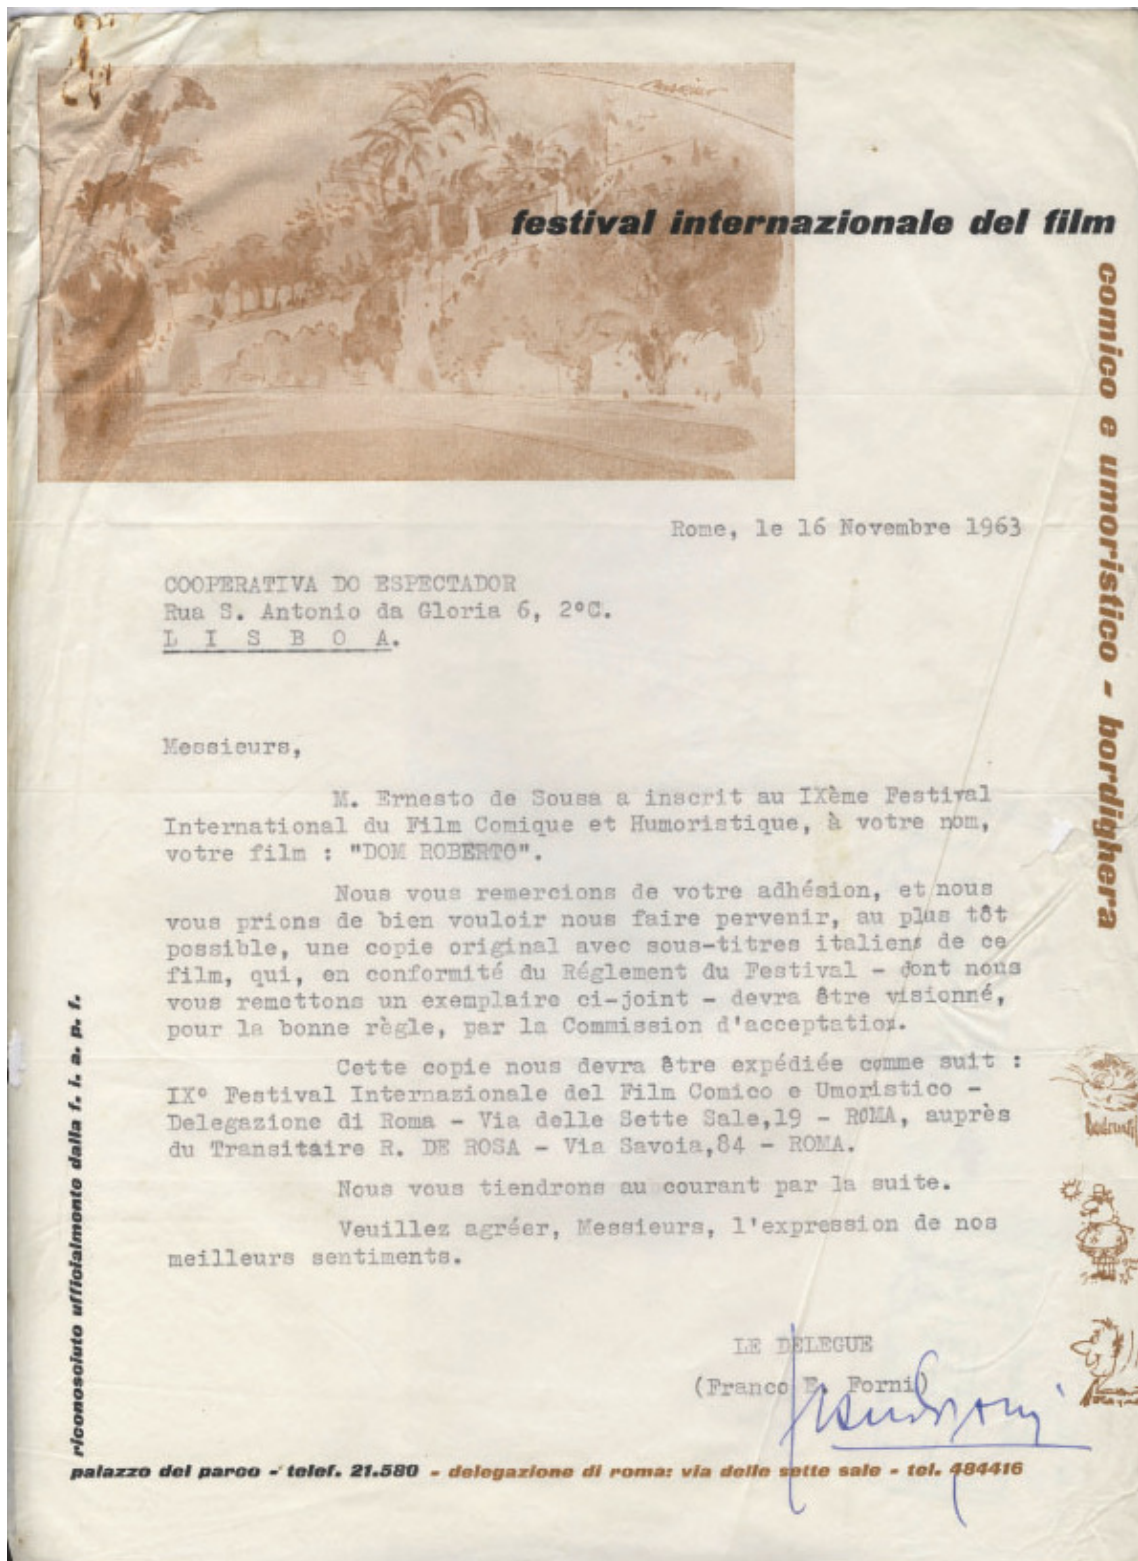 festival internazionale del film
comico e umoristico - bordighera
Rome, le 16 Novembre 1963
COOPERATIVA DO ESPECTADOR
Rua S. Antonio da Gloria 6, 2ºC.
L I S B O A.
Messieurs,
M. Ernesto de Sousa a inscrit au IXème Festival
International du Film Comique et Humoristique, à votre nom,
votre film : "DOM ROBERTO".
Nous vous remercions de votre adhésion, et nous
vous prions de bien vouloir nous faire pervenir, au plus tôt
possible, une copie original avec sous-titres italiens de ce
film, qui, en conformité du Réglement du Festival - dont nous
vous remettons un exemplaire ci-joint - devra être visionné,
pour la bonne règle, par la Commission d'acceptation.
Cette copie nous devra être expédiée comme suit :
IXº Festival Internazionale del Film Comico e Umoristico -
Delegazione di Roma - Via delle Sette Sale,19 - ROMA, auprès
du Transitaire R. DE ROSA - Via Savoia,84 - ROMA.
Nous vous tiendrons au courant par la suite.
Veuillez agréer, Messieurs, l'expression de nos
meilleurs sentiments.
LE DELEGUE
(Franco E. Forni)
riconosciuto ufficialmente dalla f. i. a. p. f.
palazzo del parco - telef. 21.580 - delegazione di roma: via delle sette sale - tel. 484416